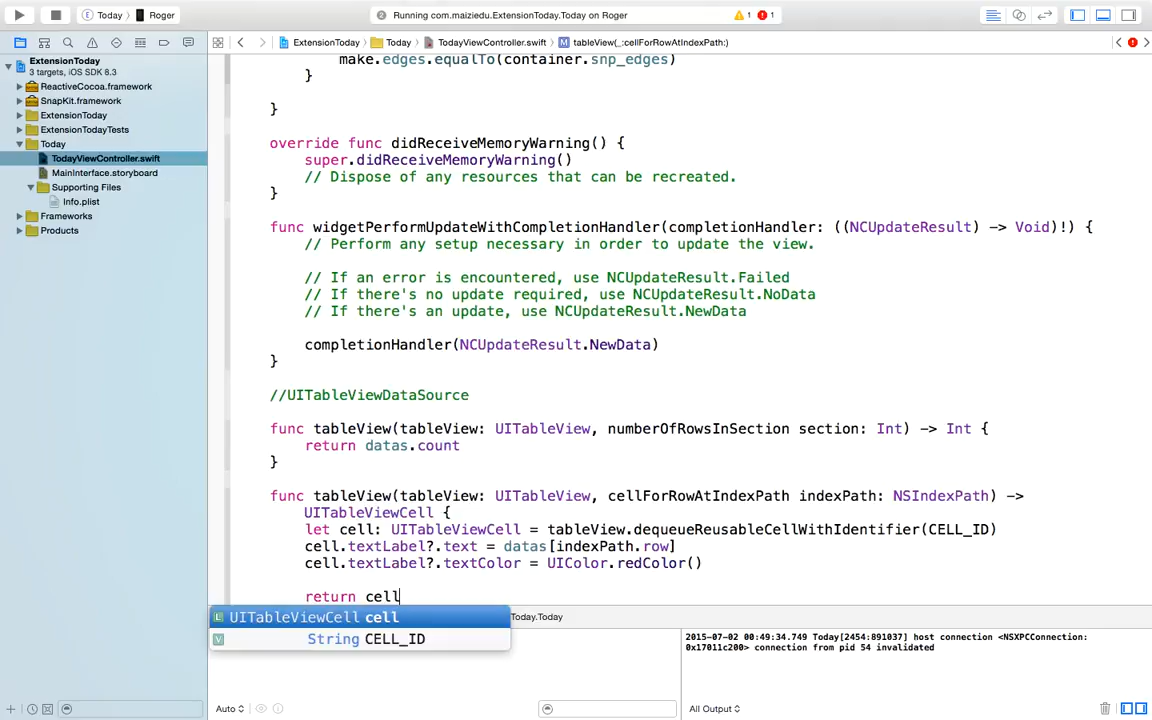 Today 〉 Roger
Running com.maiziedu.ExtensionToday.Today on Roger
2
1
1
ExtensionToday 〉 Today 〉 TodayViewController.swift 〉 M tableView(_:cellForRowAtIndexPath:)
ExtensionToday
3 targets, iOS SDK 8.3
ReactiveCocoa.framework
SnapKit.framework
ExtensionToday
ExtensionTodayTests
Today
TodayViewController.swift
MainInterface.storyboard
Supporting Files
Info.plist
Frameworks
Products
make.edges.equalTo(container.snp_edges)
}
}
override func didReceiveMemoryWarning() {
super.didReceiveMemoryWarning()
// Dispose of any resources that can be recreated.
}
func widgetPerformUpdateWithCompletionHandler(completionHandler: ((NCUpdateResult) -> Void)!) {
// Perform any setup necessary in order to update the view.
// If an error is encountered, use NCUpdateResult.Failed
// If there's no update required, use NCUpdateResult.NoData
// If there's an update, use NCUpdateResult.NewData
completionHandler(NCUpdateResult.NewData)
}
//UITableViewDataSource
func tableView(tableView: UITableView, numberOfRowsInSection section: Int) -> Int {
return datas.count
}
func tableView(tableView: UITableView, cellForRowAtIndexPath indexPath: NSIndexPath) ->
UITableViewCell {
let cell: UITableViewCell = tableView.dequeueReusableCellWithIdentifier(CELL_ID)
cell.textLabel?.text = datas[indexPath.row]
cell.textLabel?.textColor = UIColor.redColor()
return cell
L UITableViewCell cell
V String CELL_ID
Today.Today
2015-07-02 00:49:34.749 Today[2454:891037] host connection <NSXPCConnection:
0x17011c200> connection from pid 54 invalidated
Auto
All Output